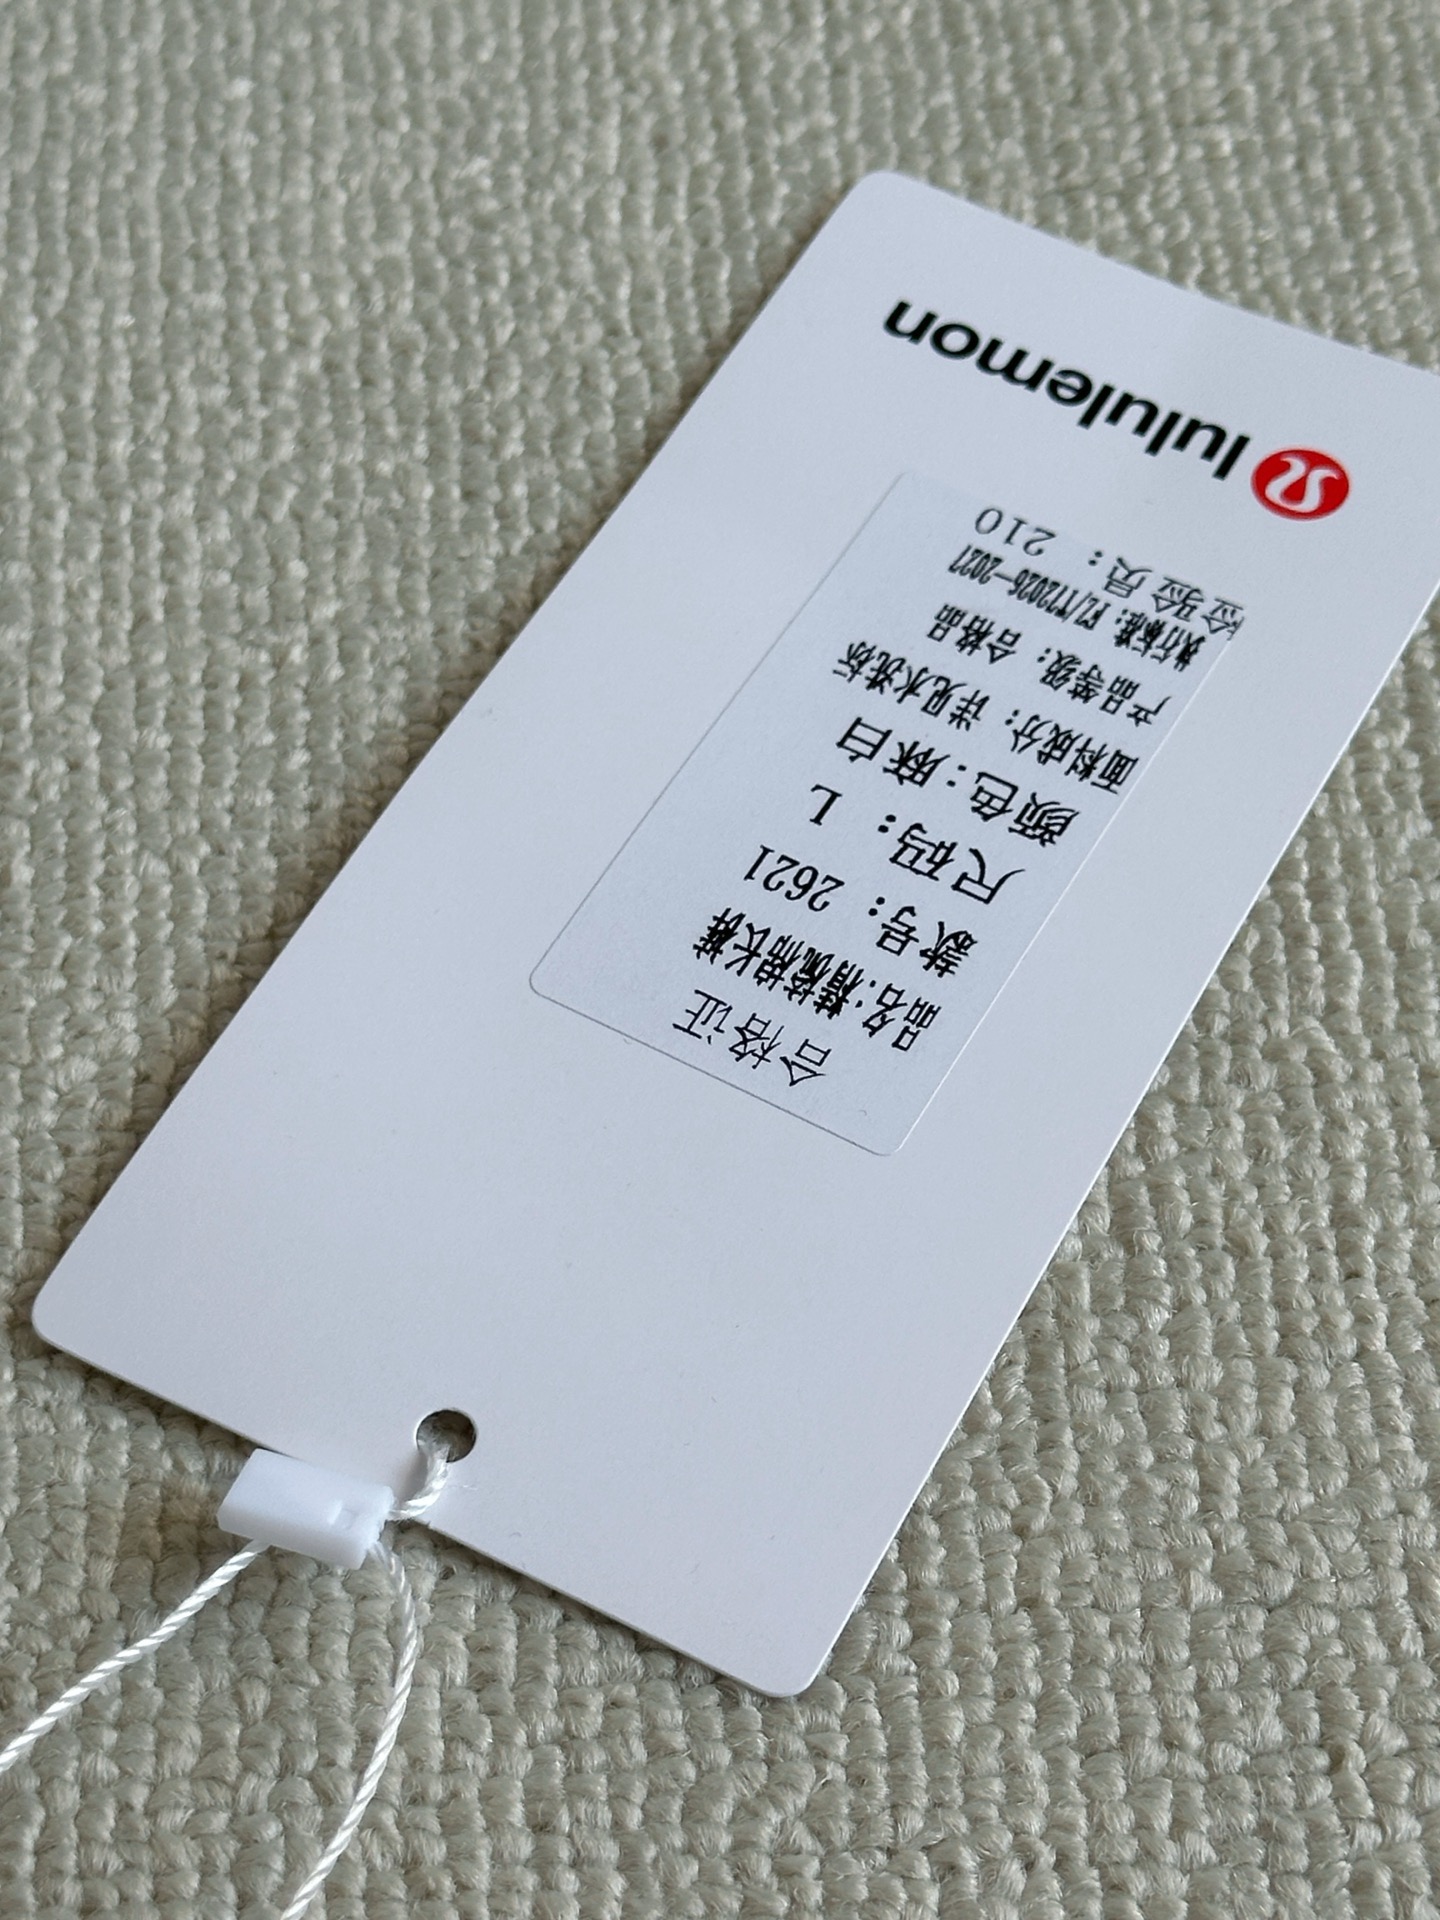 合格证
品名:精梳棉长裤
款号: 2621
尺码: L
颜色:麻白
面料成分: 详见水洗标
产品等级: 合格品
执行标准: FZ/T72026-2027
检验员: 210
lululemon